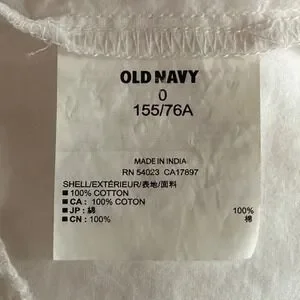 OLD NAVY
0
155/76A
MADE IN INDIA
RN 54023 CA17897
SHELL/EXTÉRIEUR/表地/面料
■ 100% COTTON
■ CA : 100% COTON
■ JP : 綿 100%
■ CN : 100% 棉